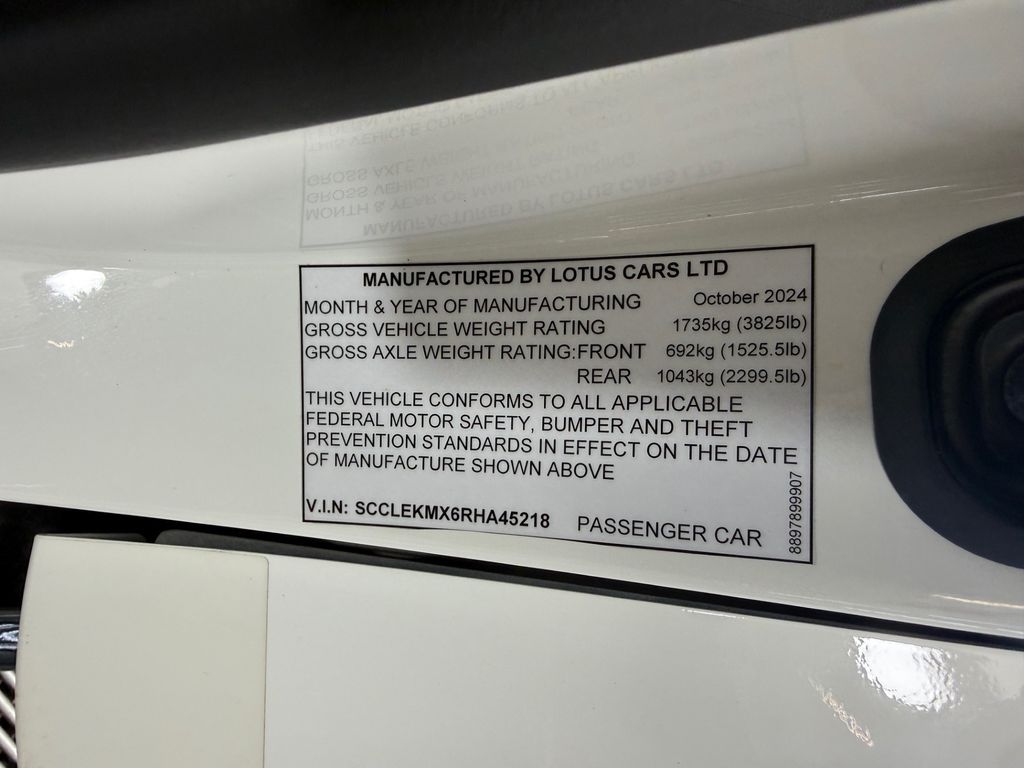 MANUFACTURED BY LOTUS CARS LTD
MONTH & YEAR OF MANUFACTURING October 2024
GROSS VEHICLE WEIGHT RATING 1735kg (3825lb)
GROSS AXLE WEIGHT RATING:FRONT 692kg (1525.5lb)
REAR 1043kg (2299.5lb)
THIS VEHICLE CONFORMS TO ALL APPLICABLE
FEDERAL MOTOR SAFETY, BUMPER AND THEFT
PREVENTION STANDARDS IN EFFECT ON THE DATE
OF MANUFACTURE SHOWN ABOVE
V.I.N: SCCLEKMX6RHA45218 PASSENGER CAR
8897899907